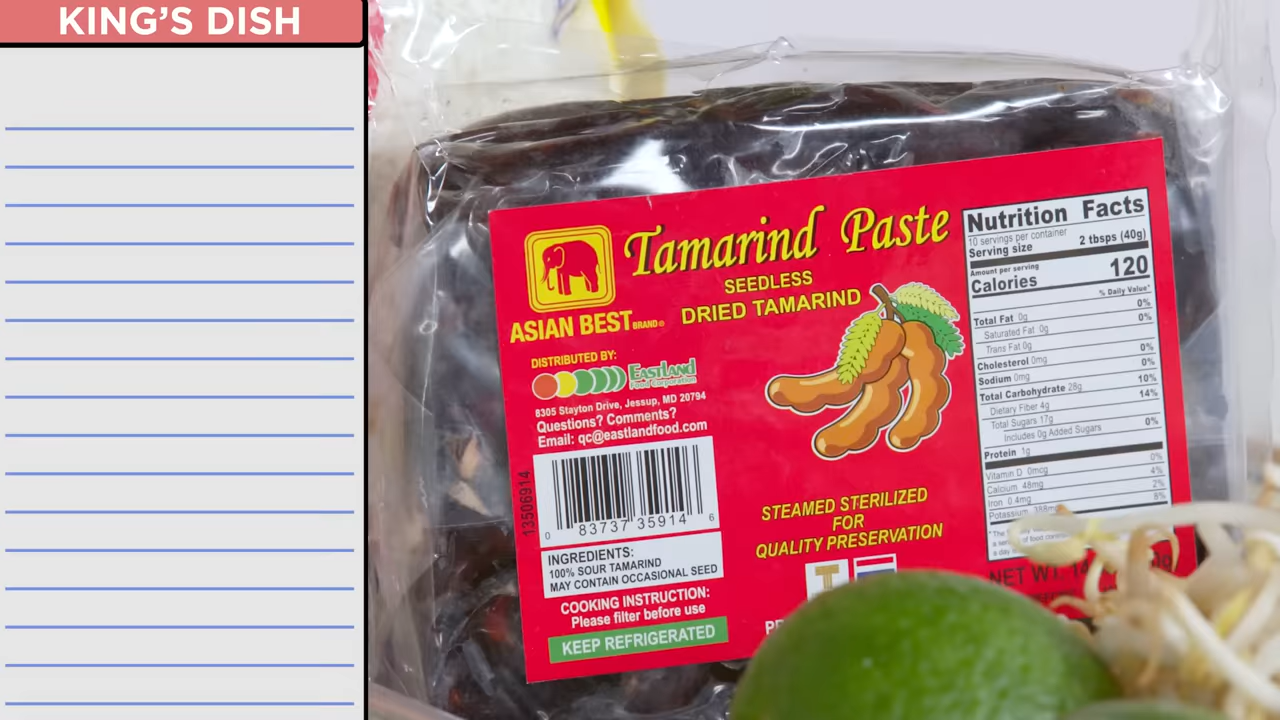 KING'S DISH
Tamarind Paste
SEEDLESS
DRIED TAMARIND
ASIAN BEST BRAND®
DISTRIBUTED BY:
EASTLAND
Food Corporation
8305 Stayton Drive, Jessup, MD 20794
Questions? Comments?
Email: qc@eastlandfood.com
13506914
0 83737 35914 6
INGREDIENTS:
100% SOUR TAMARIND
MAY CONTAIN OCCASIONAL SEED
COOKING INSTRUCTION:
Please filter before use
KEEP REFRIGERATED
STEAMED STERILIZED
FOR
QUALITY PRESERVATION
Nutrition Facts
10 servings per container
Serving size 2 tbsps (40g)
Amount per serving
Calories 120
% Daily Value*
Total Fat 0g 0%
Saturated Fat 0g 0%
Trans Fat 0g
Cholesterol 0mg 0%
Sodium 0mg 0%
Total Carbohydrate 28g 10%
Dietary Fiber 4g 14%
Total Sugars 17g
Includes 0g Added Sugars 0%
Protein 1g
Vitamin D 0mcg 0%
Calcium 48mg 4%
Iron 0.4mg 2%
Potassium 388mg 8%
*The
NET WT. 14